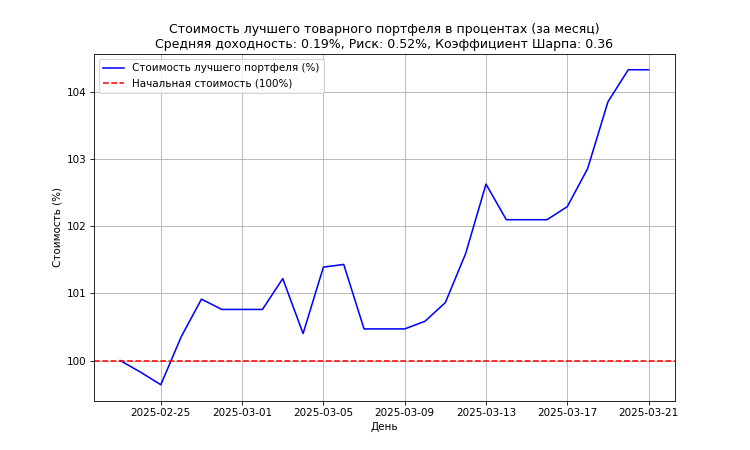 Стоимость лучшего товарного портфеля в процентах (за месяц)
Средняя доходность: 0.19%, Риск: 0.52%, Коэффициент Шарпа: 0.36
Стоимость лучшего портфеля (%)
Начальная стоимость (100%)
Стоимость (%)
104
103
102
101
100
2025-02-25 2025-03-01 2025-03-05 2025-03-09 2025-03-13 2025-03-17 2025-03-21
День